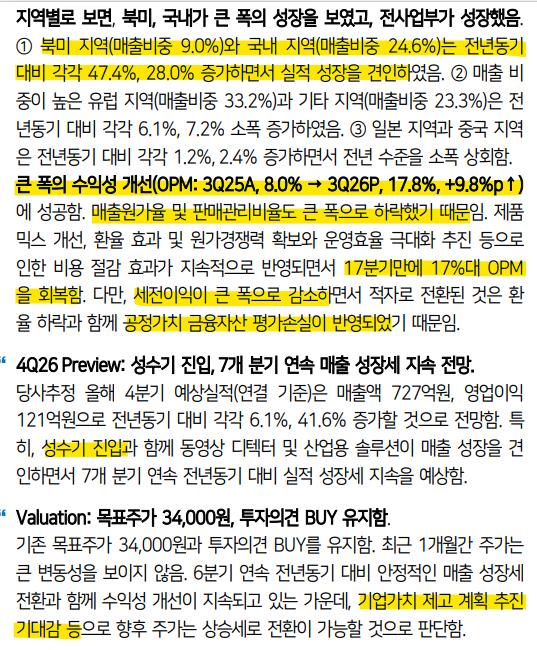 지역별로 보면, 북미, 국내가 큰 폭의 성장을 보였고, 전사업부가 성장했음.
① 북미 지역(매출비중 9.0%)와 국내 지역(매출비중 24.6%)는 전년동기
대비 각각 47.4%, 28.0% 증가하면서 실적 성장을 견인하였음. ② 매출 비
중이 높은 유럽 지역(매출비중 33.2%)과 기타 지역(매출비중 23.3%)은 전
년동기 대비 각각 6.1%, 7.2% 소폭 증가하였음. ③ 일본 지역과 중국 지역
은 전년동기 대비 각각 1.2%, 2.4% 증가하면서 전년 수준을 소폭 상회함.
큰 폭의 수익성 개선(OPM: 3Q25A, 8.0% → 3Q26P, 17.8%, +9.8%p↑)
에 성공함. 매출원가율 및 판매관리비율도 큰 폭으로 하락했기 때문임. 제품
믹스 개선, 환율 효과 및 원가경쟁력 확보와 운영효율 극대화 추진 등으로
인한 비용 절감 효과가 지속적으로 반영되면서 17분기만에 17%대 OPM
을 회복함. 다만, 세전이익이 큰 폭으로 감소하면서 적자로 전환된 것은 환
율 하락과 함께 공정가치 금융자산 평가손실이 반영되었기 때문임.
“ 4Q26 Preview: 성수기 진입, 7개 분기 연속 매출 성장세 지속 전망.
당사추정 올해 4분기 예상실적(연결 기준)은 매출액 727억원, 영업이익
121억원으로 전년동기 대비 각각 6.1%, 41.6% 증가할 것으로 전망함. 특
히, 성수기 진입과 함께 동영상 디텍터 및 산업용 솔루션이 매출 성장을 견
인하면서 7개 분기 연속 전년동기 대비 실적 성장세 지속을 예상함.
“ Valuation: 목표주가 34,000원, 투자의견 BUY 유지함.
기존 목표주가 34,000원과 투자의견 BUY를 유지함. 최근 1개월간 주가는
큰 변동성을 보이지 않음. 6분기 연속 전년동기 대비 안정적인 매출 성장세
전환과 함께 수익성 개선이 지속되고 있는 가운데, 기업가치 제고 계획 추진
기대감 등으로 향후 주가는 상승세로 전환이 가능할 것으로 판단함.